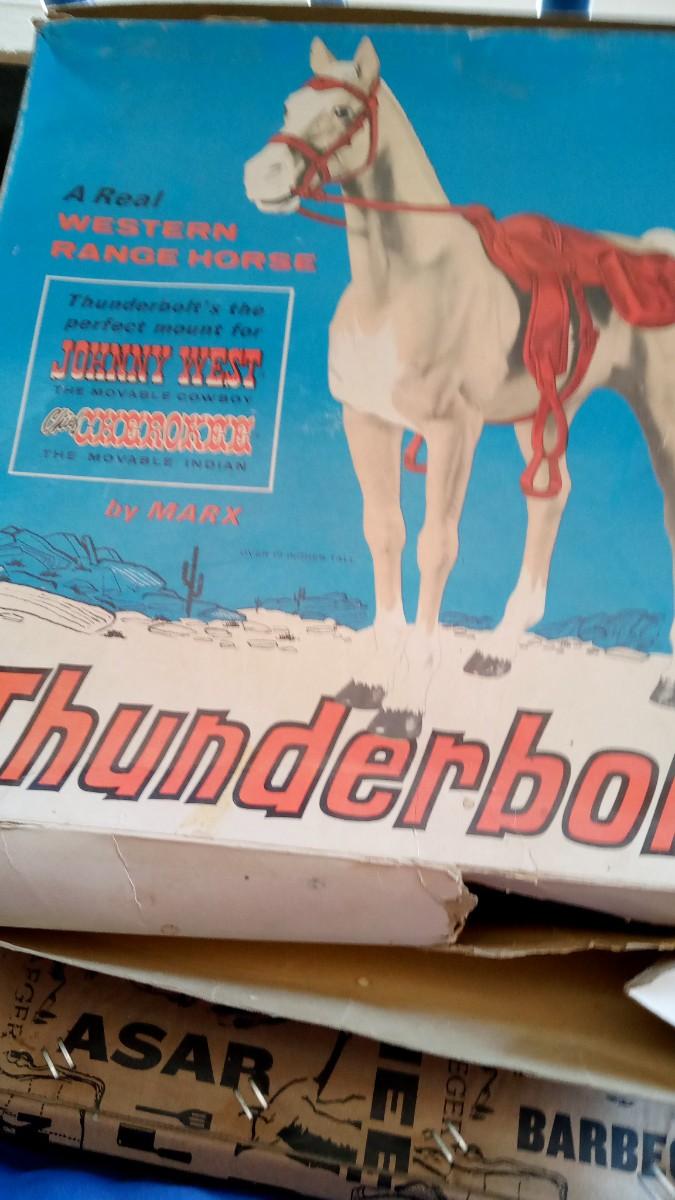 A Real
WESTERN
RANGE HORSE
Thunderbolt's the
perfect mount for
JOHNNY WEST
THE MOVABLE COWBOY
Chief CHEROKEE
THE MOVABLE INDIAN
by MARX
Thunderbol
ASAR
BARBE